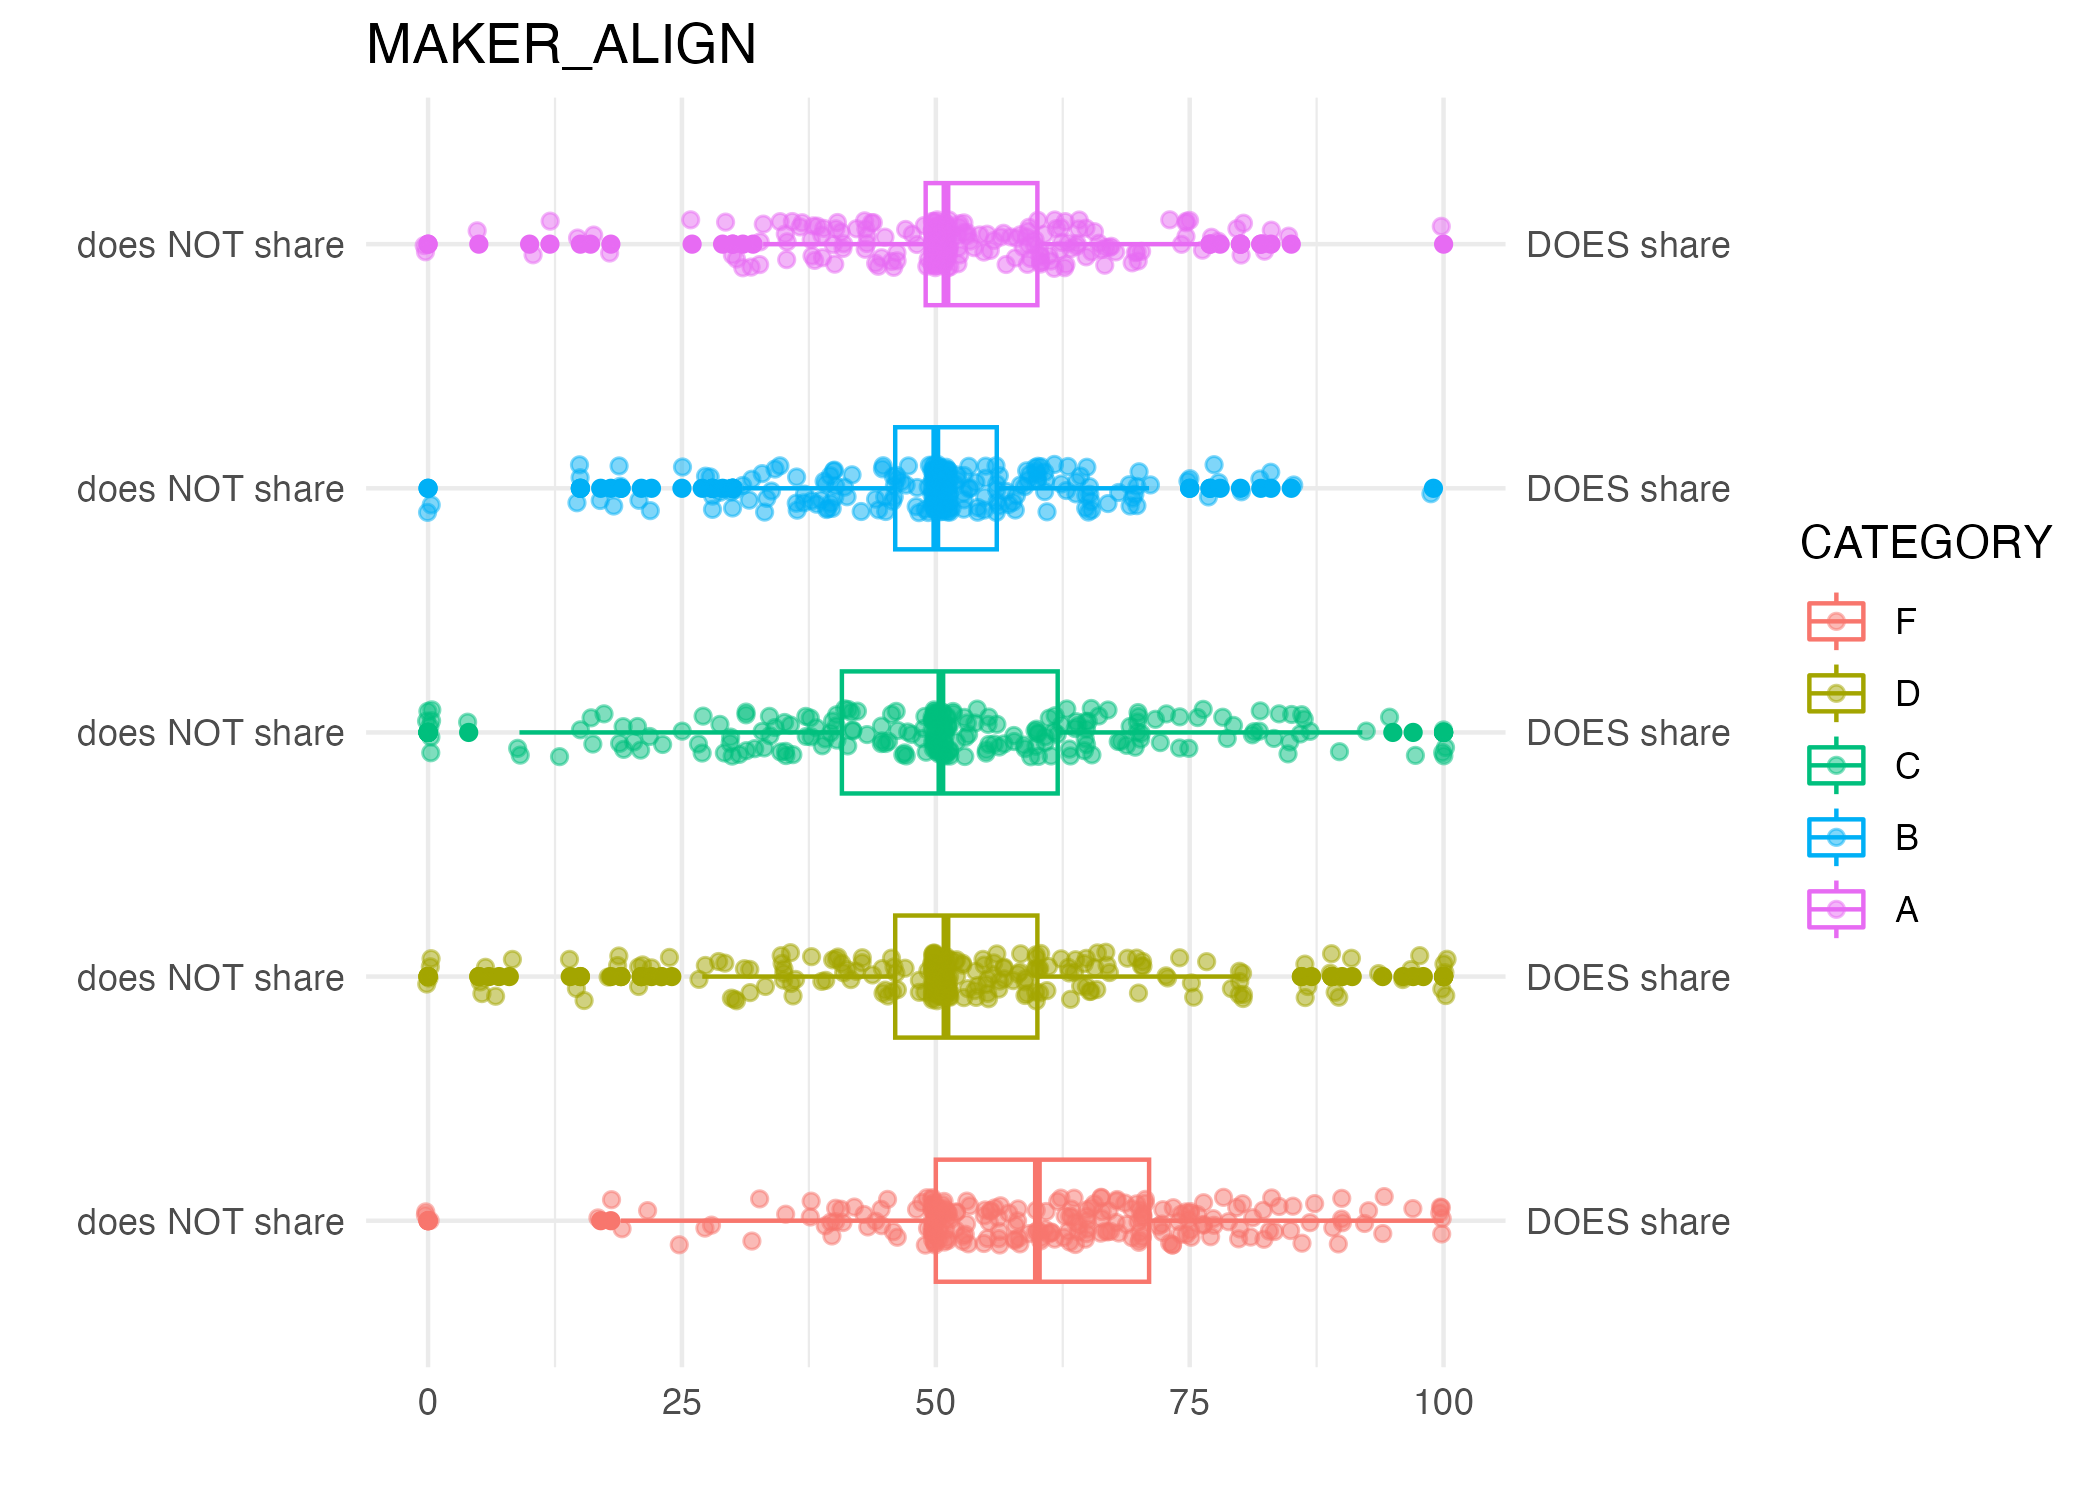 MAKER_ALIGN
does NOT share DOES share
does NOT share DOES share
does NOT share DOES share
does NOT share DOES share
does NOT share DOES share
0 25 50 75 100
CATEGORY
F
D
C
B
A